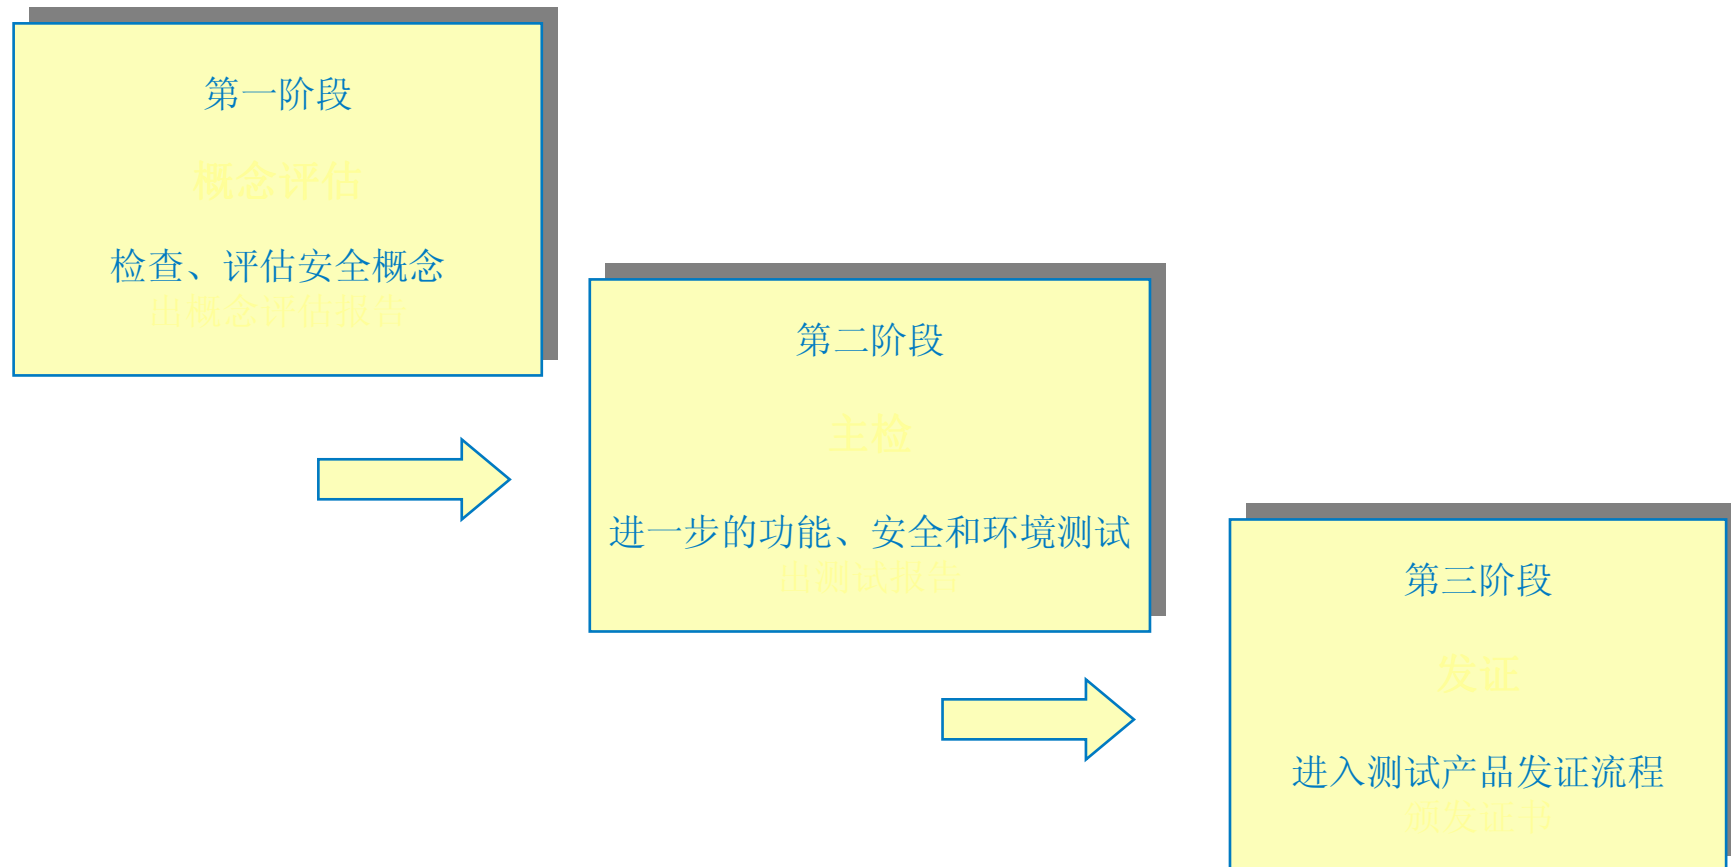 第一阶段
概念评估
检查、评估安全概念
出概念评估报告
第二阶段
主检
进一步的功能、安全和环境测试
出测试报告
第三阶段
发证
进入测试产品发证流程
颁发证书